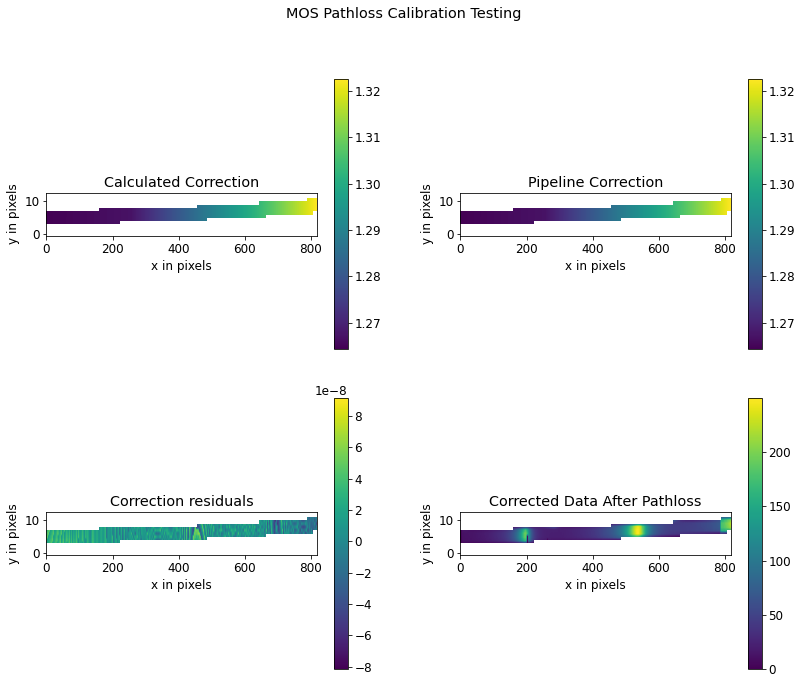 MOS Pathloss Calibration Testing
Calculated Correction
y in pixels
10
0
0 200 400 600 800
x in pixels
1.32
1.31
1.30
1.29
1.28
1.27
Pipeline Correction
y in pixels
10
0
0 200 400 600 800
x in pixels
1.32
1.31
1.30
1.29
1.28
1.27
Correction residuals
y in pixels
10
0
0 200 400 600 800
x in pixels
1e−8
8
6
4
2
0
−2
−4
−6
−8
Corrected Data After Pathloss
y in pixels
10
0
0 200 400 600 800
x in pixels
200
150
100
50
0